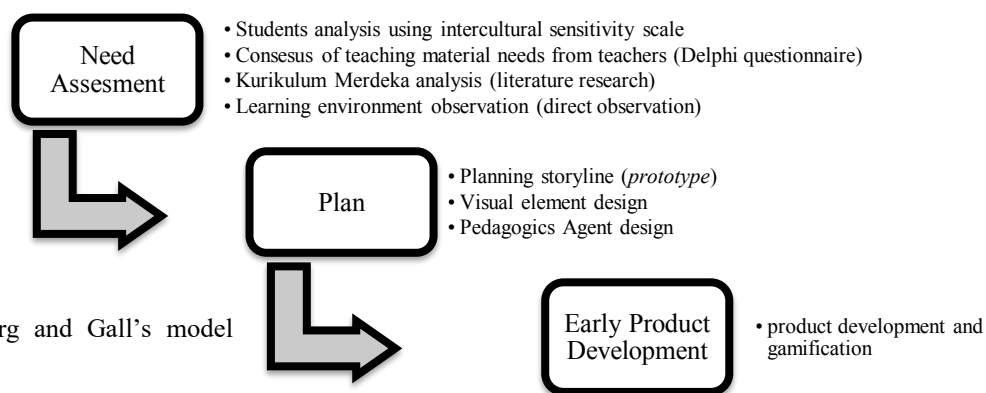 Need
Assesment
• Students analysis using intercultural sensitivity scale
• Consesus of teaching material needs from teachers (Delphi questionnaire)
• Kurikulum Merdeka analysis (literature research)
• Learning environment observation (direct observation)
Plan
• Planning storyline (prototype)
• Visual element design
• Pedagogics Agent design
and Gall's model
Early Product
Development
• product development and
gamification